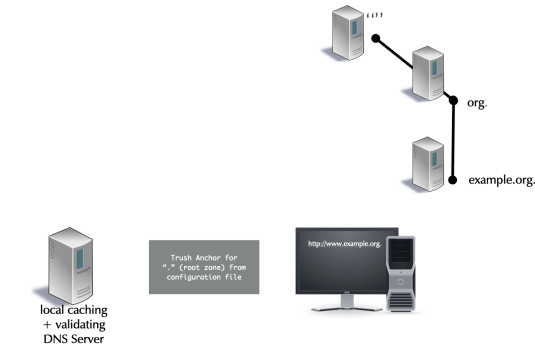 “”
org.
example.org.
http://www.example.org.
Trush Anchor for
“.” (root zone) from
configuration file
local caching
+ validating
DNS Server